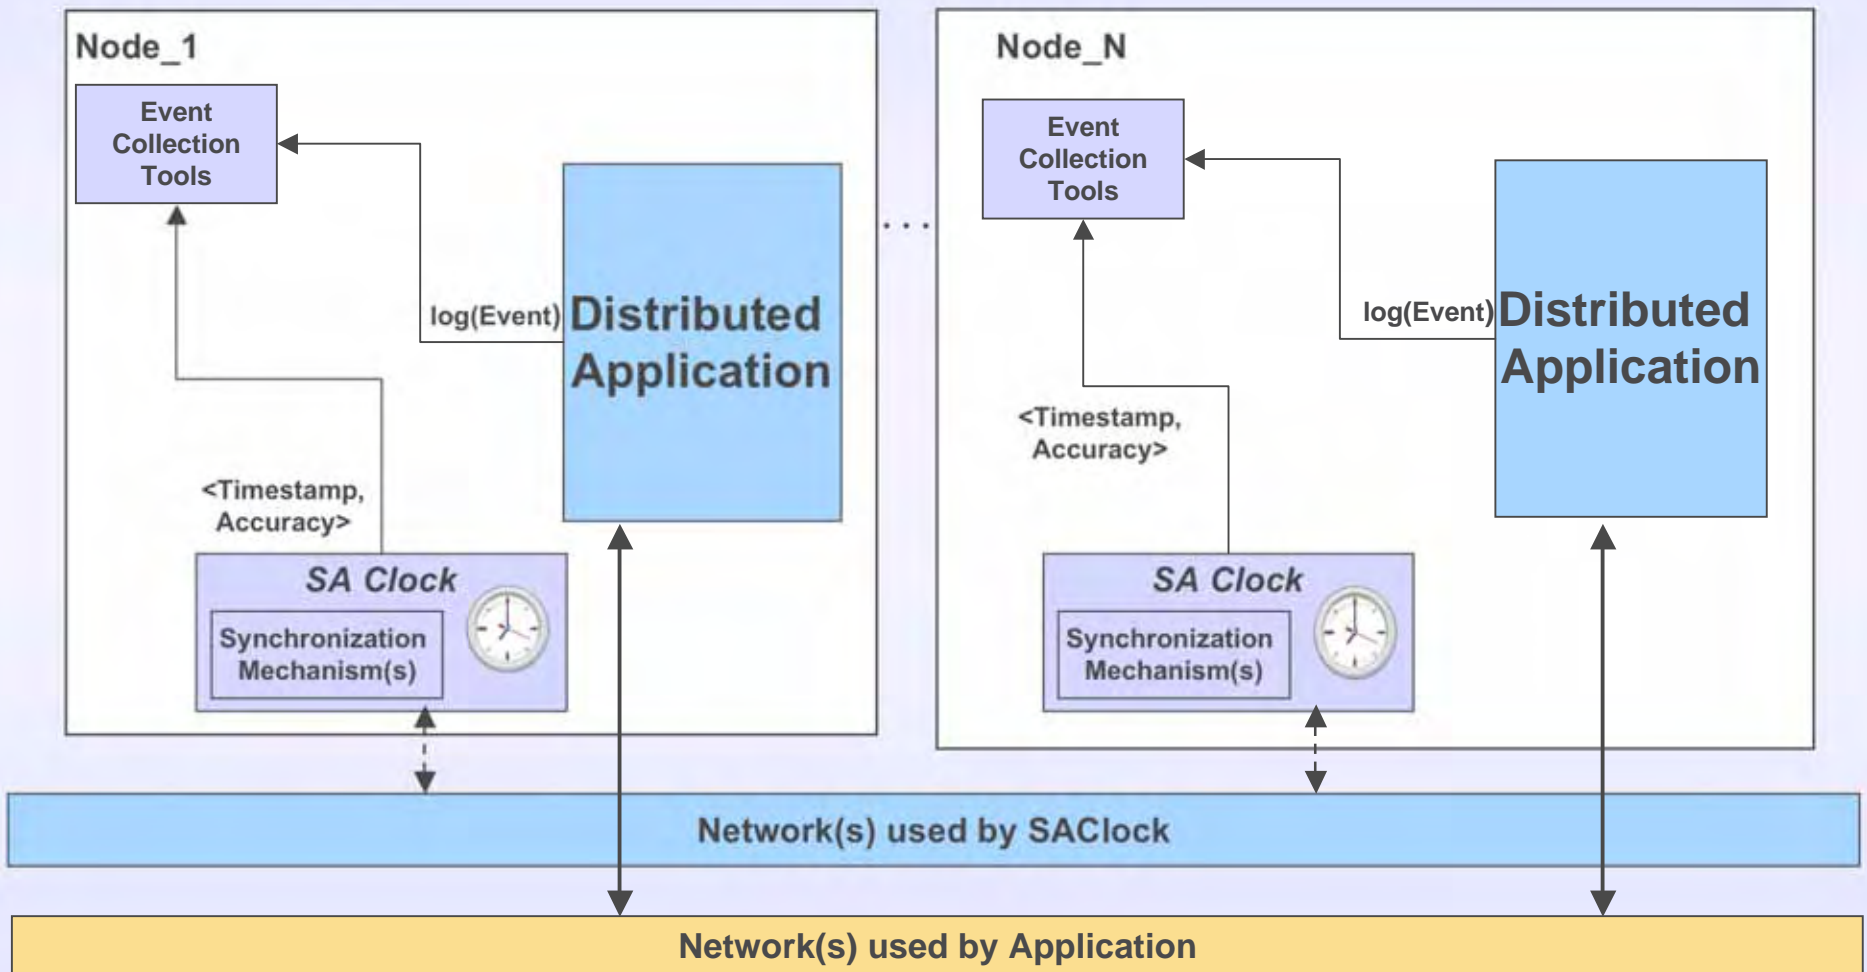 Node_1
Event
Collection
Tools
log(Event)
Distributed
Application
<Timestamp,
Accuracy>
SA Clock
Synchronization
Mechanism(s)
. . .
Node_N
Event
Collection
Tools
log(Event)
Distributed
Application
<Timestamp,
Accuracy>
SA Clock
Synchronization
Mechanism(s)
Network(s) used by SAClock
Network(s) used by Application